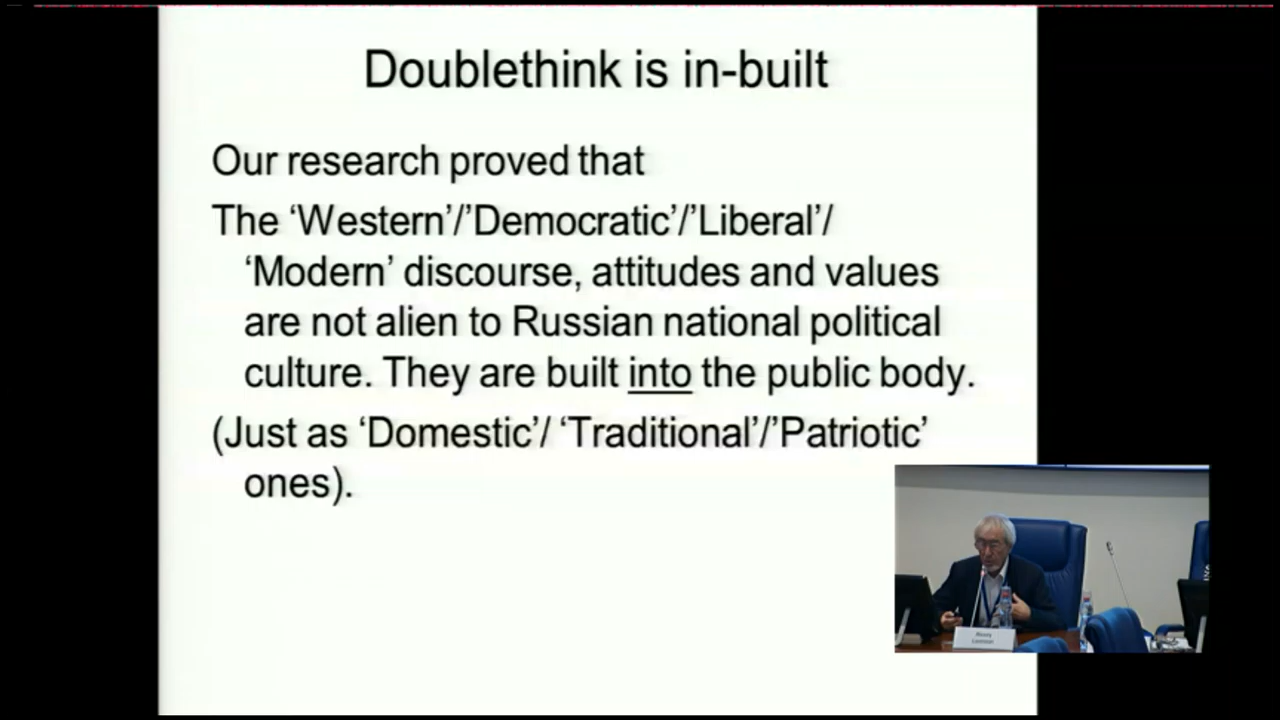 Doublethink is in-built
Our research proved that
The ‘Western’/’Democratic’/’Liberal’/
‘Modern’ discourse, attitudes and values
are not alien to Russian national political
culture. They are built into the public body.
(Just as ‘Domestic’/ ‘Traditional’/’Patriotic’
ones).